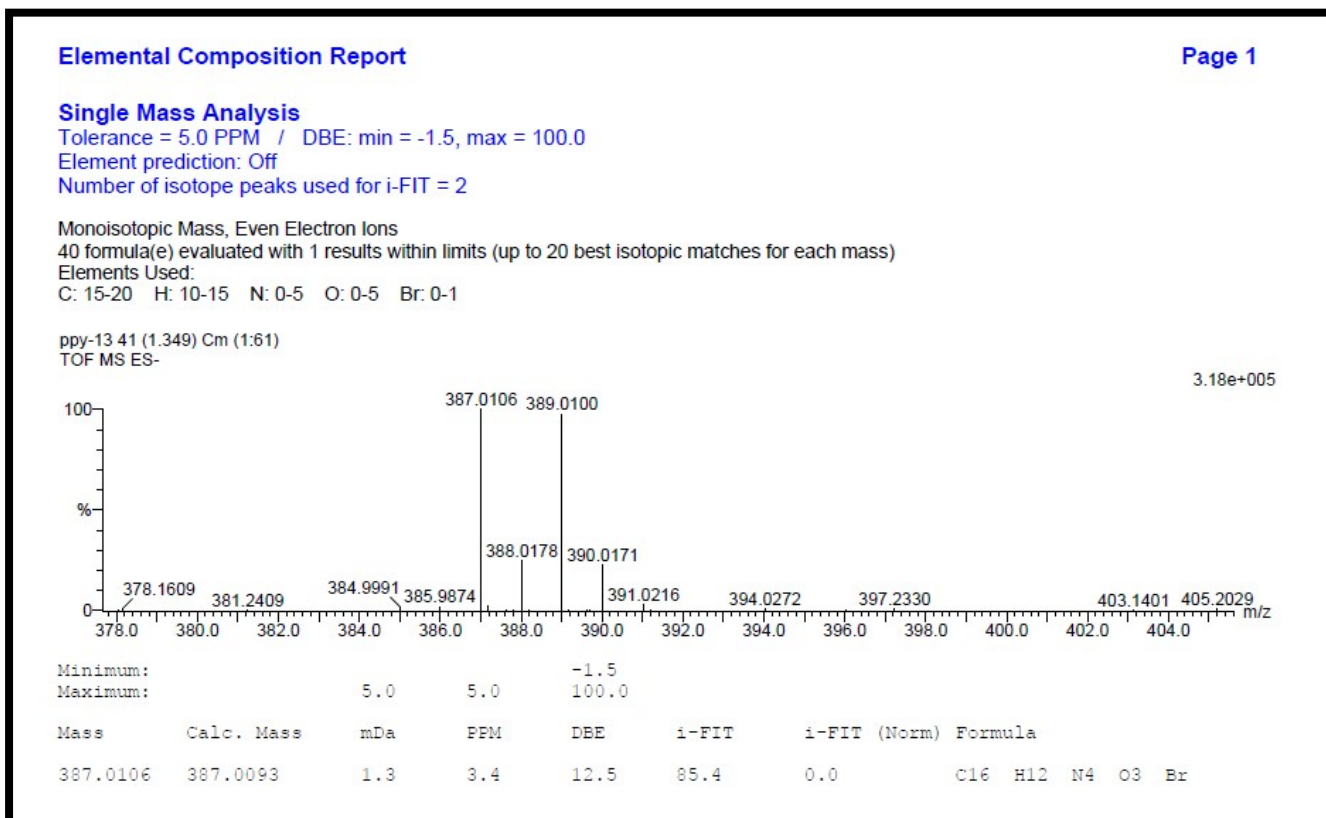 Elemental Composition Report Page 1
Single Mass Analysis
Tolerance = 5.0 PPM / DBE: min = -1.5, max = 100.0
Element prediction: Off
Number of isotope peaks used for i-FIT = 2
Monoisotopic Mass, Even Electron Ions
40 formula(e) evaluated with 1 results within limits (up to 20 best isotopic matches for each mass)
Elements Used:
C: 15-20 H: 10-15 N: 0-5 O: 0-5 Br: 0-1
ppy-13 41 (1.349) Cm (1:61)
TOF MS ES-
3.18e+005
100
387.0106 389.0100
%
388.0178 390.0171
378.1609 381.2409 384.9991 385.9874 391.0216 394.0272 397.2330 403.1401 405.2029
0
m/z
378.0 380.0 382.0 384.0 386.0 388.0 390.0 392.0 394.0 396.0 398.0 400.0 402.0 404.0
Minimum: -1.5
Maximum: 5.0 5.0 100.0
Mass Calc. Mass mDa PPM DBE i-FIT i-FIT (Norm) Formula
387.0106 387.0093 1.3 3.4 12.5 85.4 0.0 C16 H12 N4 O3 Br